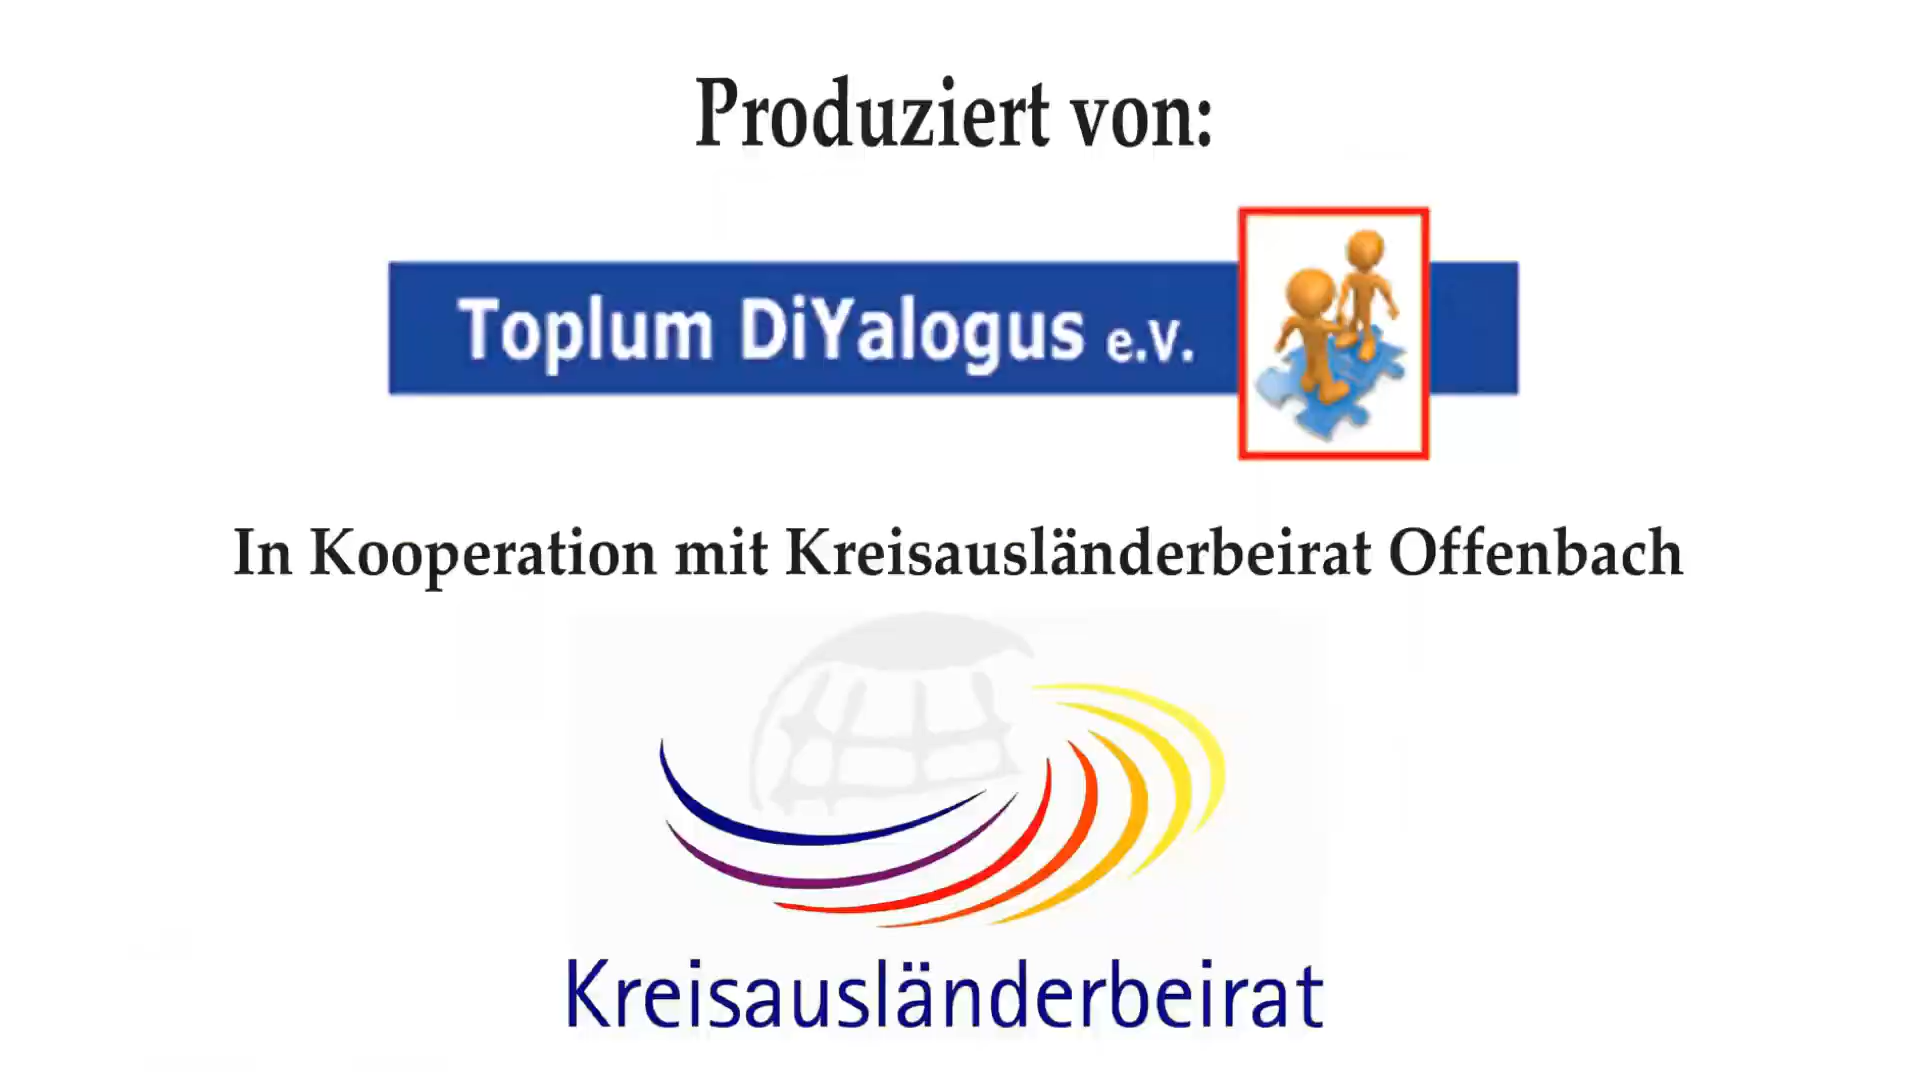 Produziert von:
Toplum DiYalogus e.V.
In Kooperation mit Kreisausländerbeirat Offenbach
Kreisausländerbeirat